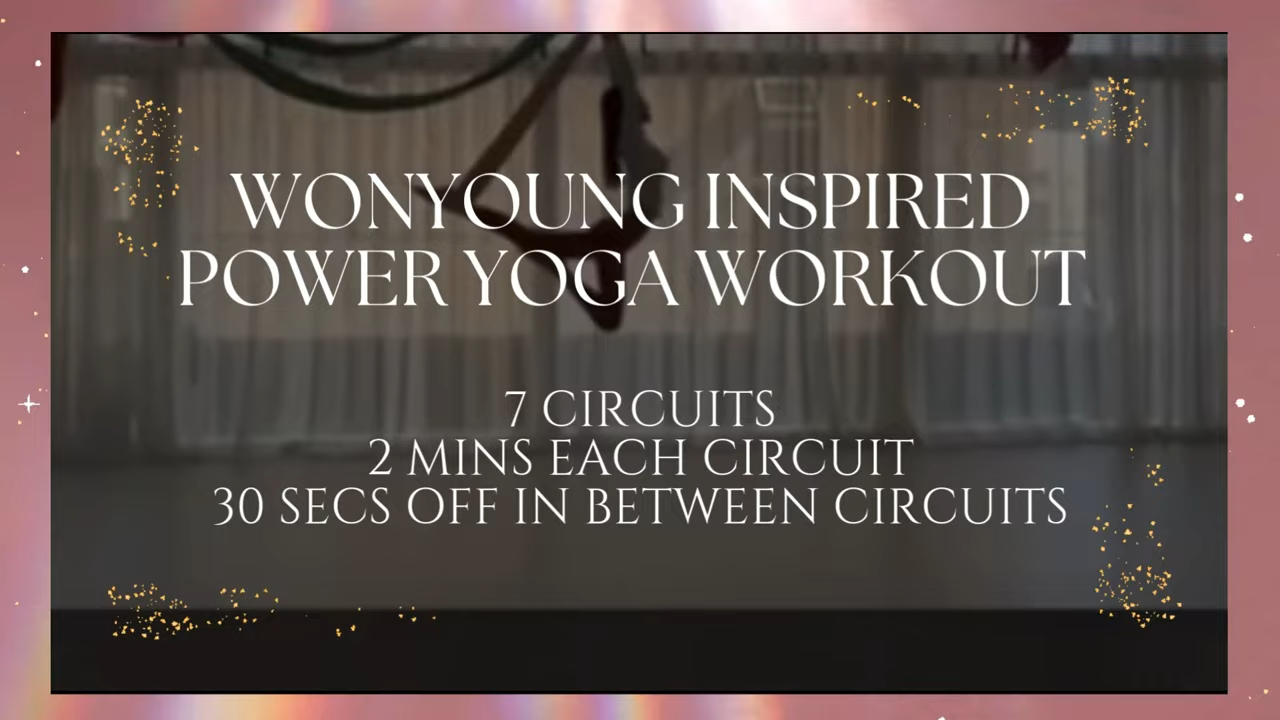 WONYOUNG INSPIRED
POWER YOGA WORKOUT
7 CIRCUITS
2 MINS EACH CIRCUIT
30 SECS OFF IN BETWEEN CIRCUITS